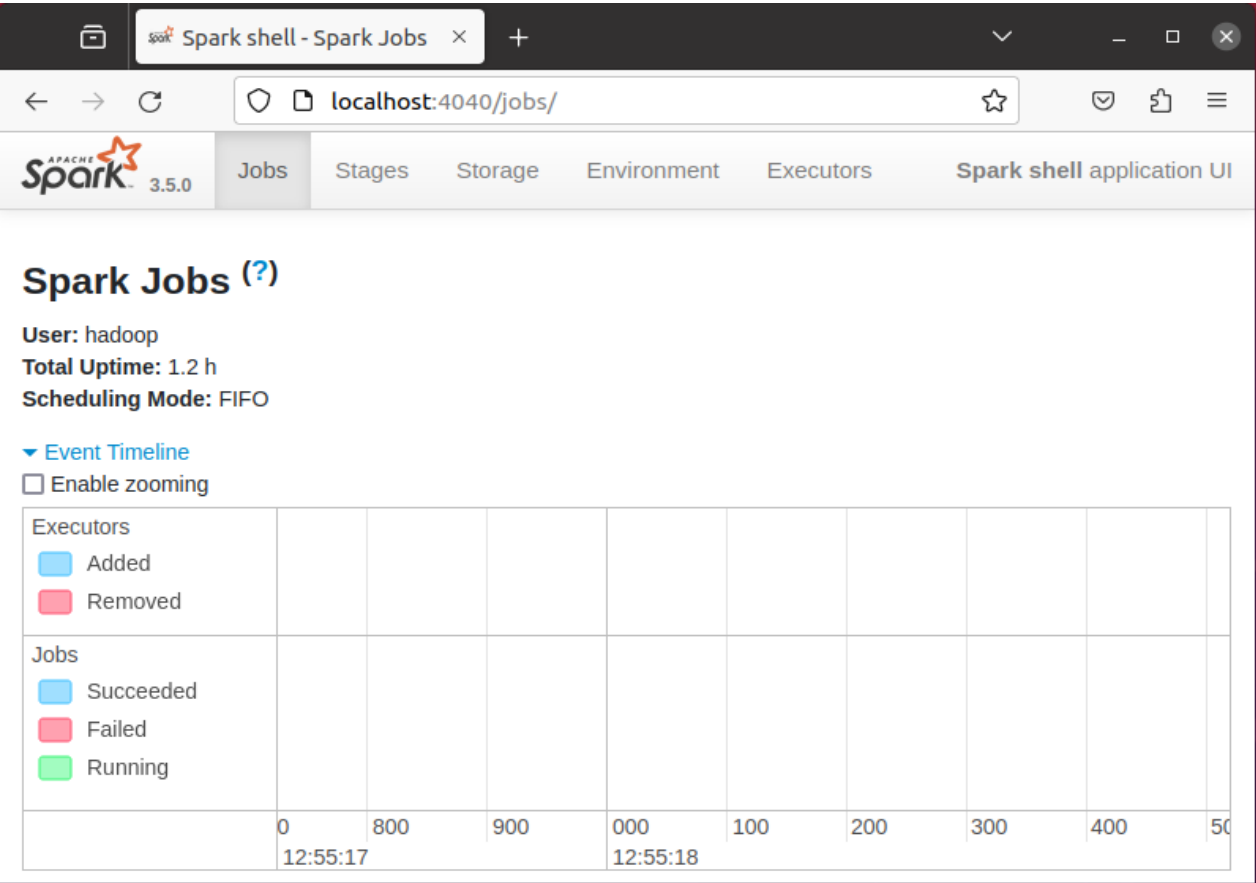 Spark shell - Spark Jobs
localhost:4040/jobs/
APACHE Spark 3.5.0 Jobs Stages Storage Environment Executors Spark shell application UI
Spark Jobs (?)
User: hadoop
Total Uptime: 1.2 h
Scheduling Mode: FIFO
Event Timeline
Enable zooming
Executors
Added
Removed
Jobs
Succeeded
Failed
Running
0 800 900 000 100 200 300 400 50
12:55:17 12:55:18